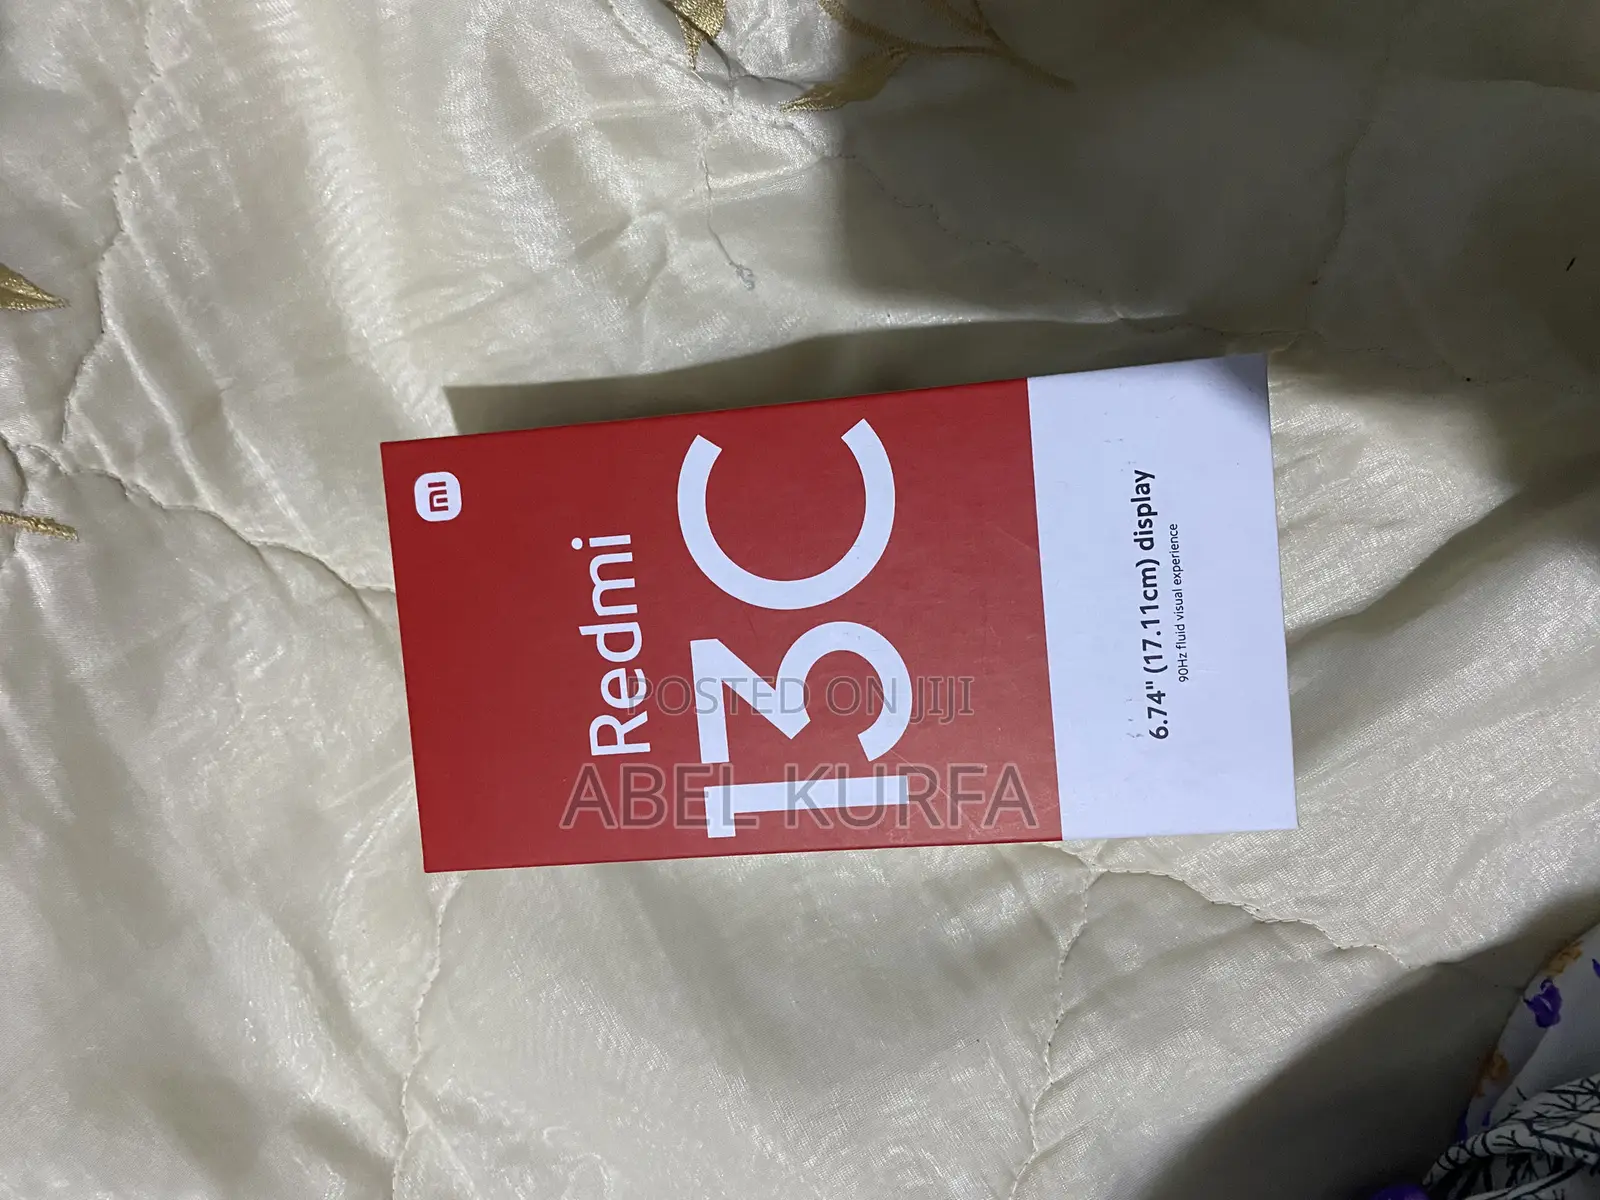 mi
Redmi
13C
6.74" (17.11cm) display
90Hz fluid visual experience
POSTED ON JIJI
ABEL KURFA